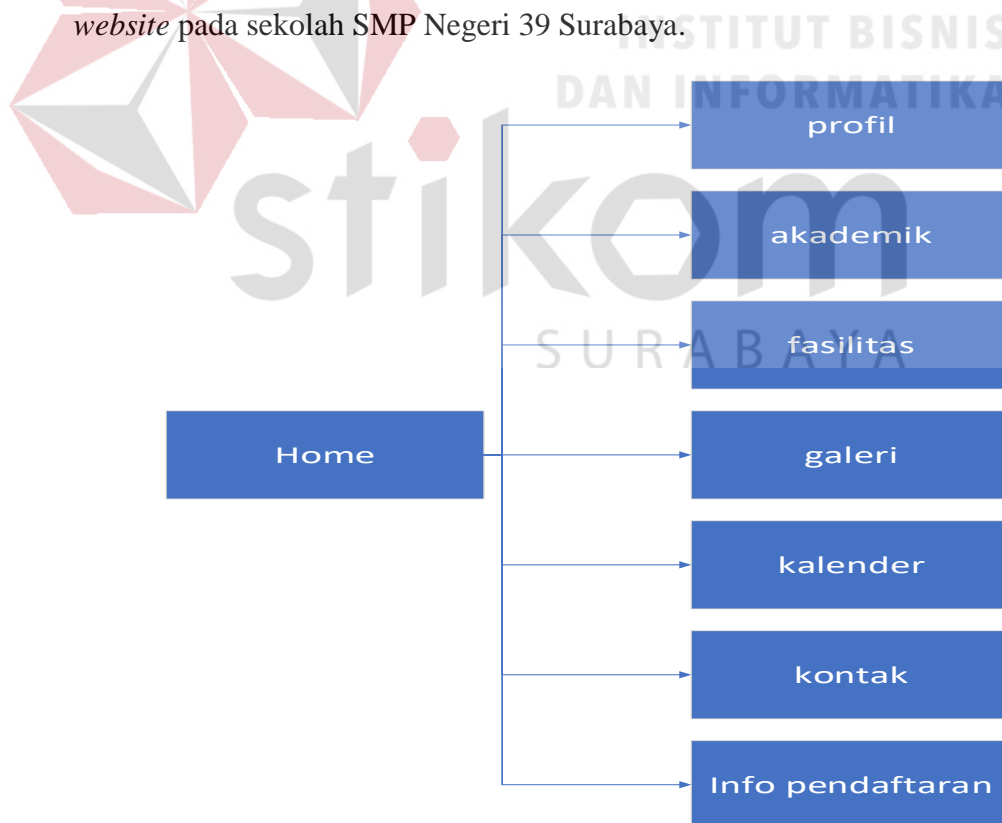 website pada sekolah SMP Negeri 39 Surabaya.
INSTITUT BISNIS
DAN INFORMATIKA
stikom
SURABAYA
profil
akademik
fasilitas
Home
galeri
kalender
kontak
Info pendaftaran